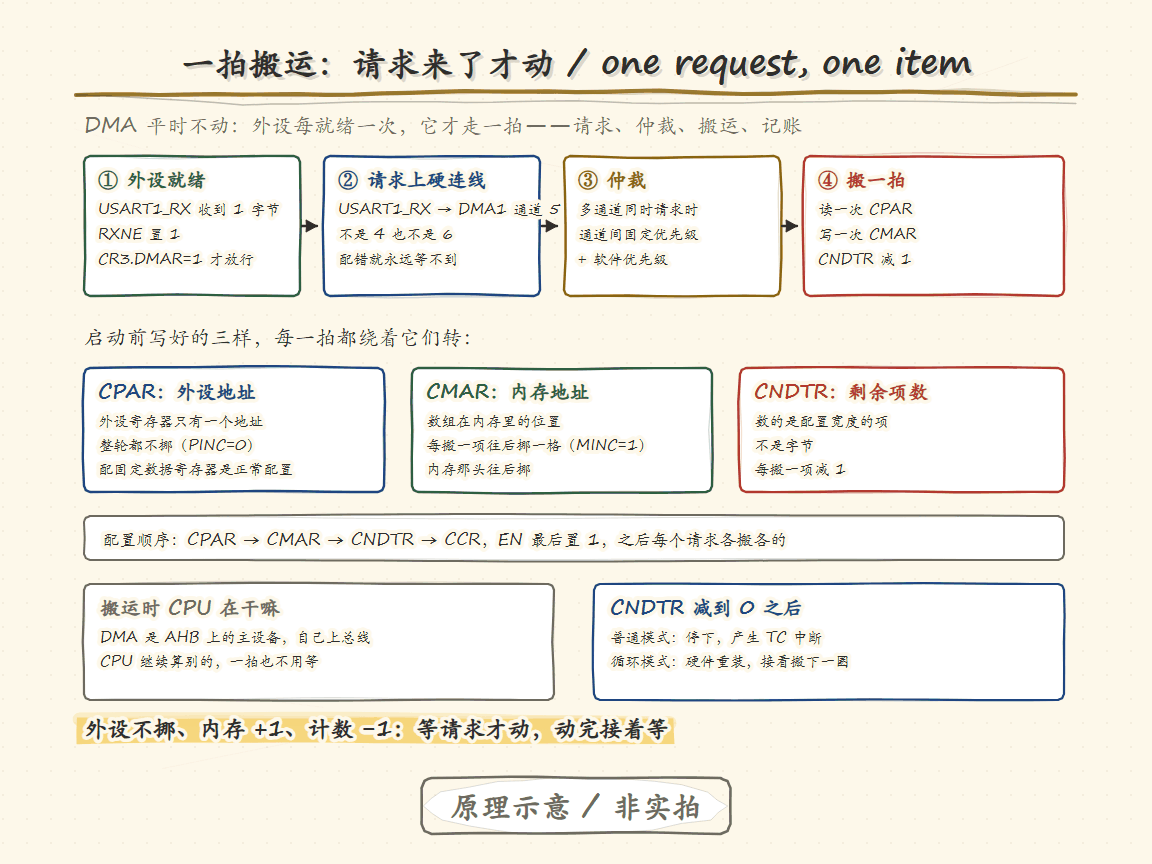 一拍搬运：请求来了才动 / one request, one item
DMA 平时不动：外设每就绪一次，它才走一拍——请求、仲裁、搬运、记账
① 外设就绪
USART1_RX 收到 1 字节
RXNE 置 1
CR3.DMAR=1 才放行
② 请求上硬连线
USART1_RX → DMA1 通道 5
不是 4 也不是 6
配错就永远等不到
③ 仲裁
多通道同时请求时
通道间固定优先级
+ 软件优先级
④ 搬一拍
读一次 CPAR
写一次 CMAR
CNDTR 减 1
启动前写好的三样，每一拍都绕着它们转：
CPAR：外设地址
外设寄存器只有一个地址
整轮都不挪（PINC=0）
配固定数据寄存器是正常配置
CMAR：内存地址
数组在内存里的位置
每搬一项往后挪一格（MINC=1）
内存那头往后挪
CNDTR：剩余项数
数的是配置宽度的项
不是字节
每搬一项减 1
配置顺序：CPAR → CMAR → CNDTR → CCR，EN 最后置 1，之后每个请求各搬各的
搬运时 CPU 在干嘛
DMA 是 AHB 上的主设备，自己上总线
CPU 继续算别的，一拍也不用等
CNDTR 减到 0 之后
普通模式：停下，产生 TC 中断
循环模式：硬件重装，接着搬下一圈
外设不挪、内存 +1、计数 -1：等请求才动，动完接着等
原理示意 / 非实拍